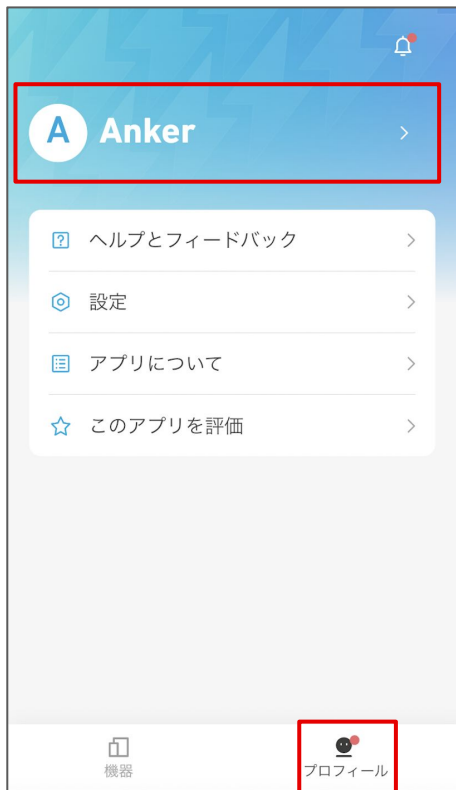 A Anker
ヘルプとフィードバック
設定
アプリについて
このアプリを評価
機器 プロフィール